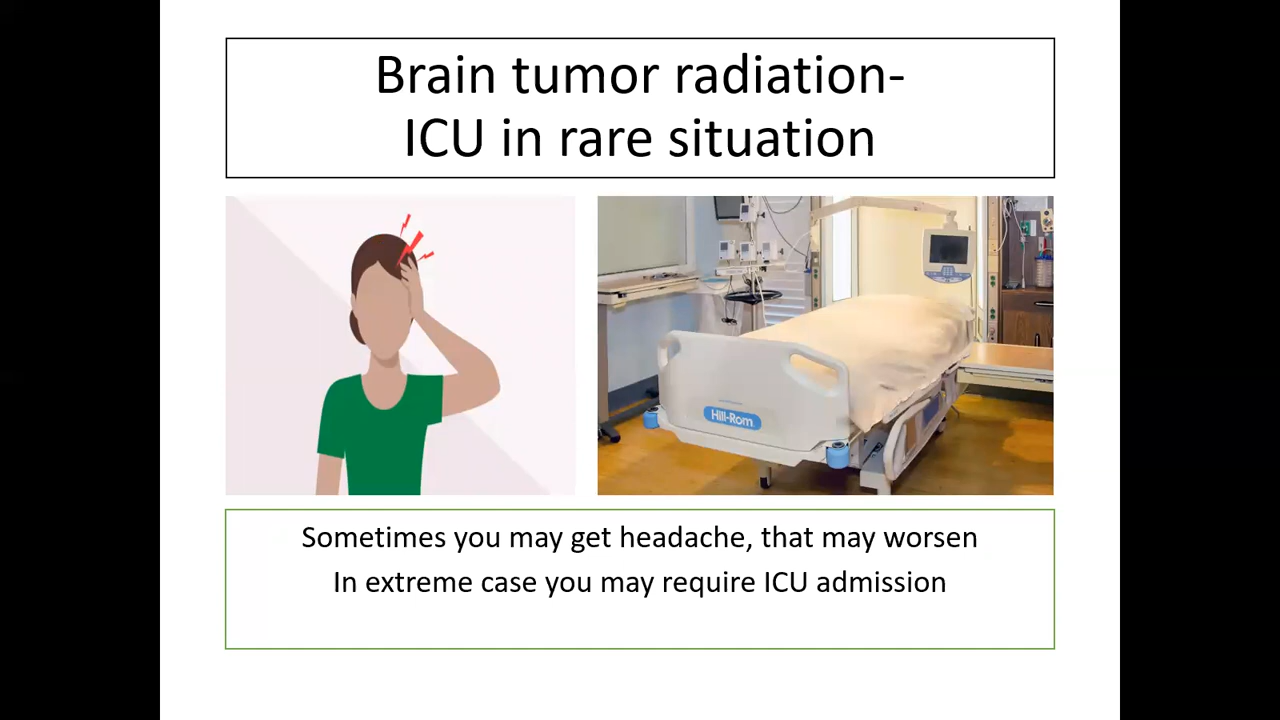 Brain tumor radiation-
ICU in rare situation
Hill-Rom
Sometimes you may get headache, that may worsen
In extreme case you may require ICU admission